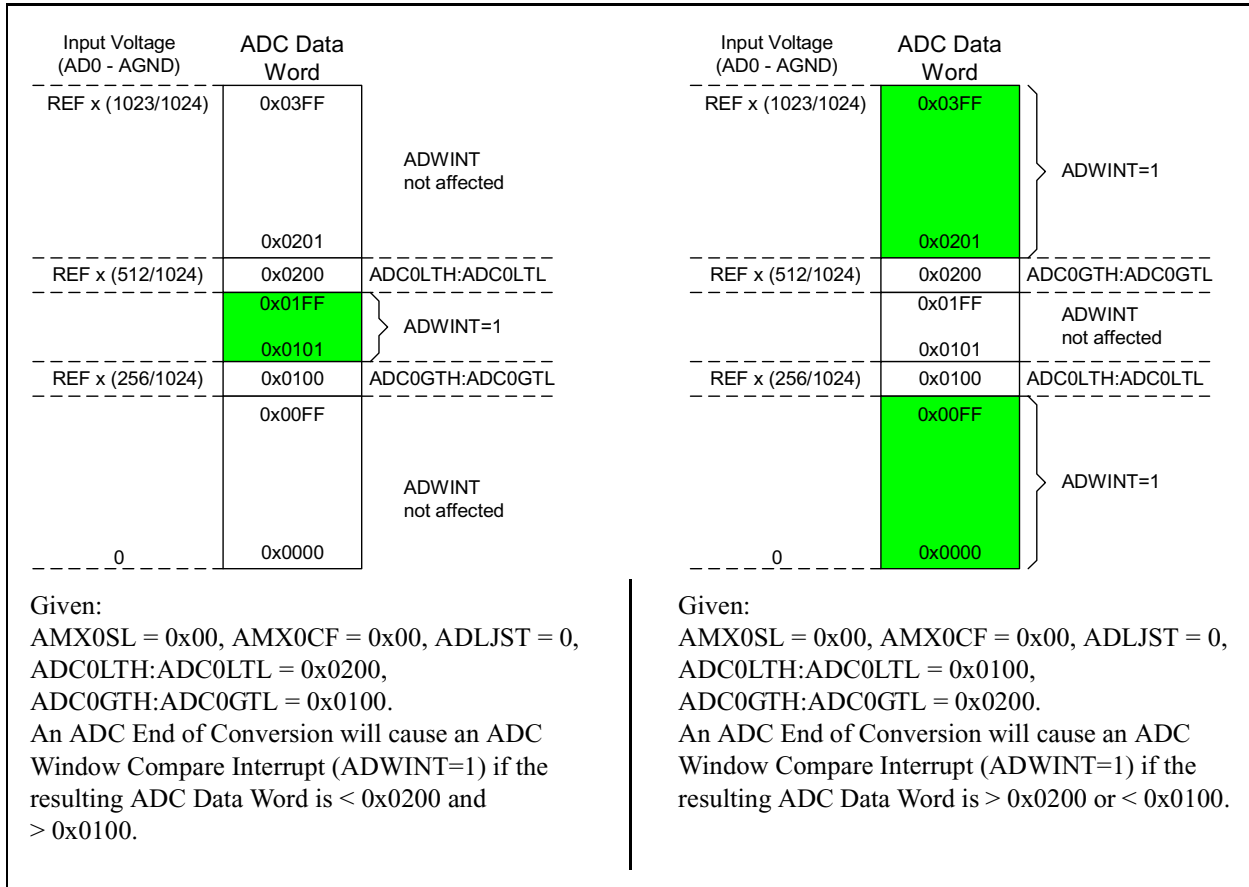 Input Voltage
(AD0 - AGND)
ADC Data
Word
REF x (1023/1024)
0x03FF
ADWINT
not affected
0x0201
REF x (512/1024)
0x0200
ADC0LTH:ADC0LTL
0x01FF
ADWINT=1
0x0101
REF x (256/1024)
0x0100
ADC0GTH:ADC0GTL
0x00FF
ADWINT
not affected
0
0x0000
Given:
AMX0SL = 0x00, AMX0CF = 0x00, ADLJST = 0,
ADC0LTH:ADC0LTL = 0x0200,
ADC0GTH:ADC0GTL = 0x0100.
An ADC End of Conversion will cause an ADC
Window Compare Interrupt (ADWINT=1) if the
resulting ADC Data Word is < 0x0200 and
> 0x0100.
Input Voltage
(AD0 - AGND)
ADC Data
Word
REF x (1023/1024)
0x03FF
ADWINT=1
0x0201
REF x (512/1024)
0x0200
ADC0GTH:ADC0GTL
0x01FF
ADWINT
not affected
0x0101
REF x (256/1024)
0x0100
ADC0LTH:ADC0LTL
0x00FF
ADWINT=1
0
0x0000
Given:
AMX0SL = 0x00, AMX0CF = 0x00, ADLJST = 0,
ADC0LTH:ADC0LTL = 0x0100,
ADC0GTH:ADC0GTL = 0x0200.
An ADC End of Conversion will cause an ADC
Window Compare Interrupt (ADWINT=1) if the
resulting ADC Data Word is > 0x0200 or < 0x0100.